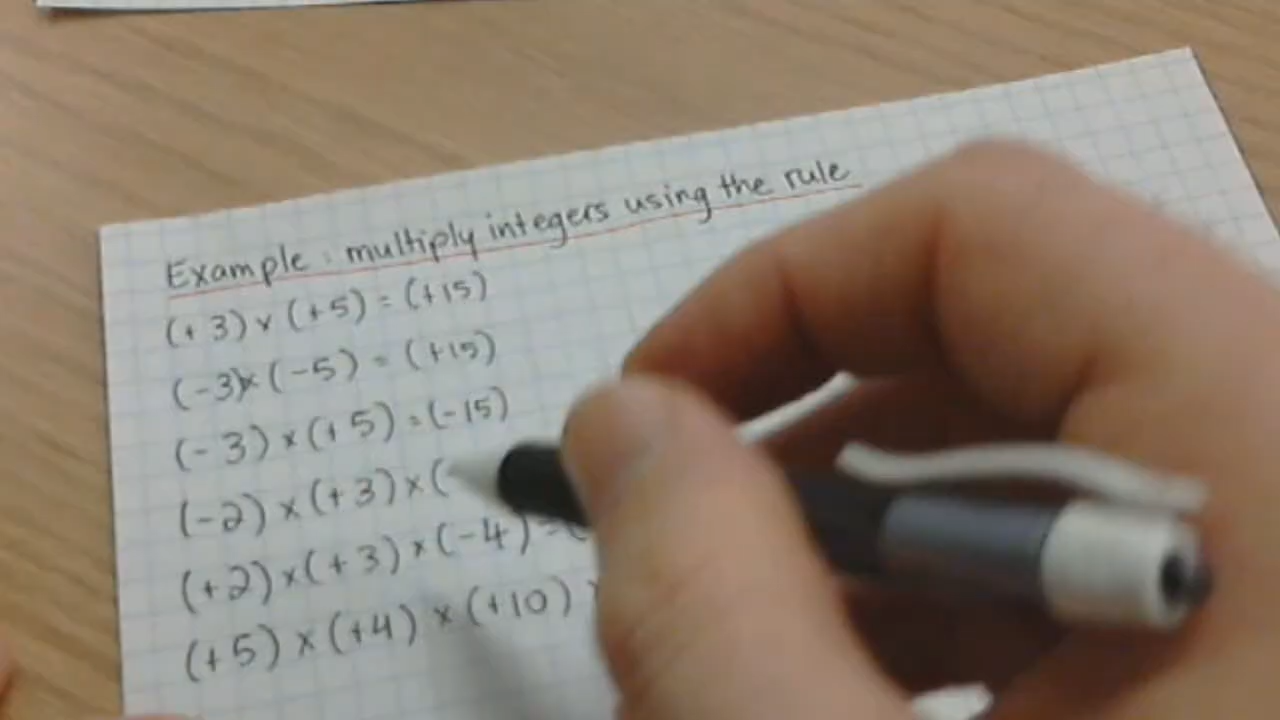 Example : multiply integers using the rule
(+3) × (+5) = (+15)
(-3)×(-5) = (+15)
(-3) × (+5) = (-15)
(-2) × (+3) × (
(+2) × (+3) × (-4) = (
(+5) × (+4) × (+10)